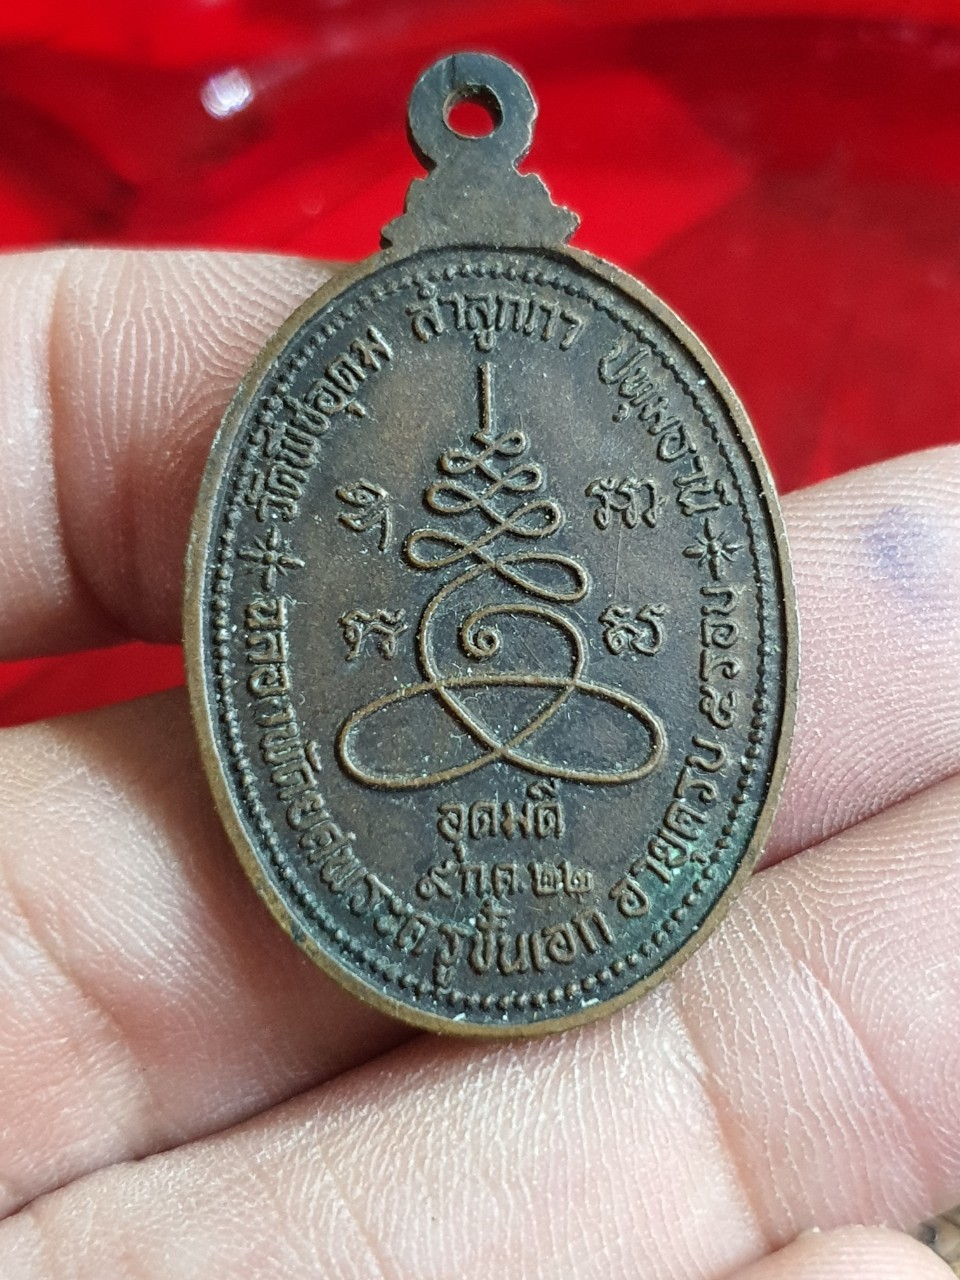 วัดพืชอุดม ลำลูกกา ปทุมธานี
อุดมดี
๙ ก.ค. ๒๒
ฉลองพัดยศพระครูชั้นเอก อายุครบ ๕ รอบ